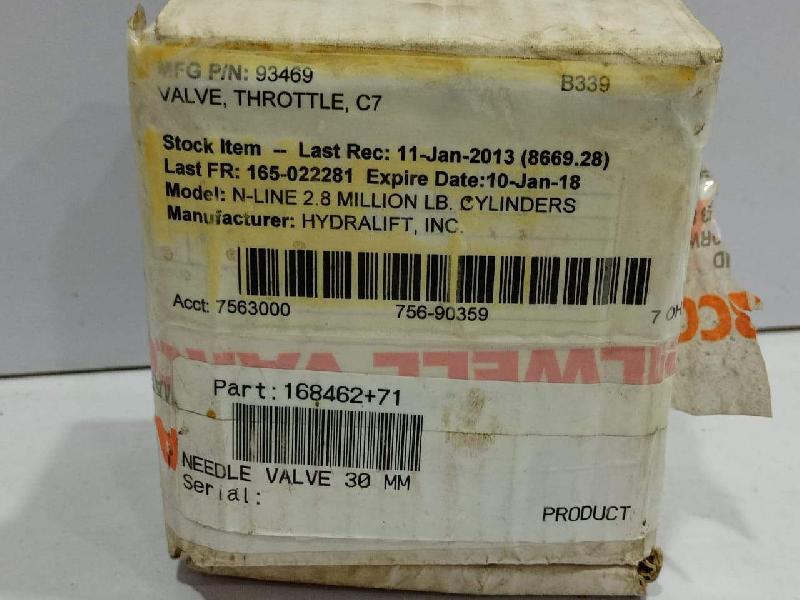 MFG P/N: 93469 B339
VALVE, THROTTLE, C7
Stock Item -- Last Rec: 11-Jan-2013 (8669.28)
Last FR: 165-022281 Expire Date:10-Jan-18
Model: N-LINE 2.8 MILLION LB. CYLINDERS
Manufacturer: HYDRALIFT, INC.
Acct: 7563000 756-90359 7 OH
Part:168462+71
NEEDLE VALVE 30 MM
Serial:
PRODUCT